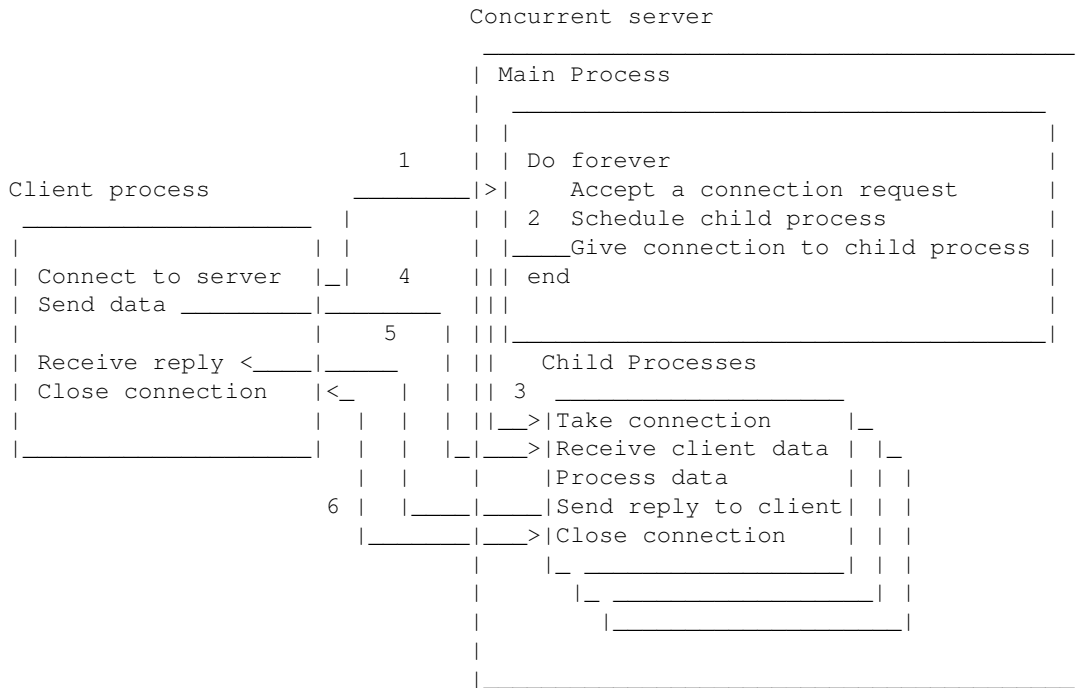 Concurrent server
Main Process
1 Do forever
Client process Accept a connection request
2 Schedule child process
Give connection to child process
Connect to server 4 end
Send data
5
Receive reply < Child Processes
Close connection < 3
>Take connection
>Receive client data
Process data
6 Send reply to client
>Close connection